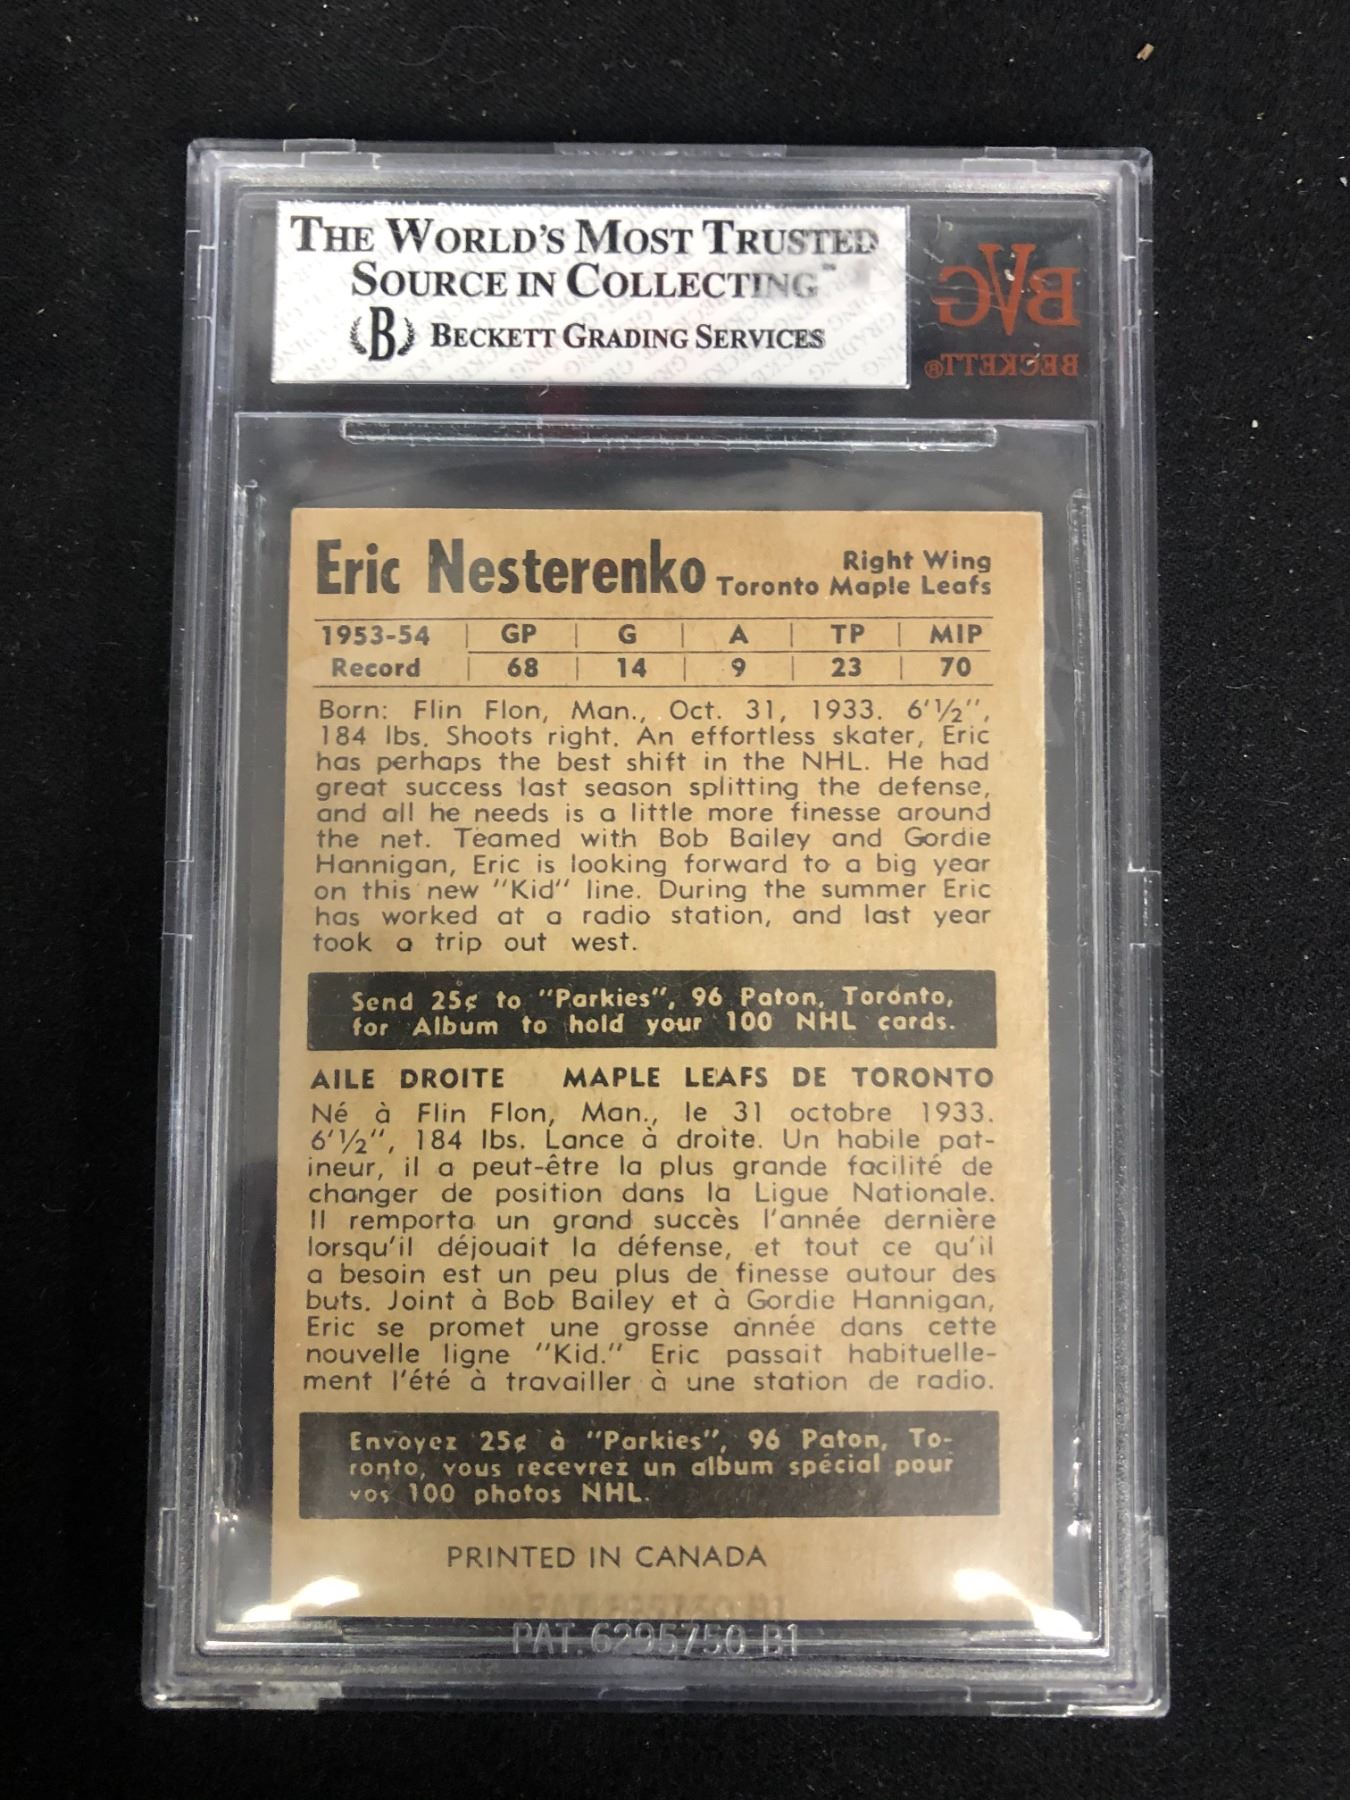 THE WORLD'S MOST TRUSTED
SOURCE IN COLLECTING™
B BECKETT GRADING SERVICES
BVG
BECKETT®
Eric Nesterenko
Right Wing
Toronto Maple Leafs
1953-54 | GP | G | A | TP | MIP
Record | 68 | 14 | 9 | 23 | 70
Born: Flin Flon, Man., Oct. 31, 1933. 6'½",
184 lbs. Shoots right. An effortless skater, Eric
has perhaps the best shift in the NHL. He had
great success last season splitting the defense,
and all he needs is a little more finesse around
the net. Teamed with Bob Bailey and Gordie
Hannigan, Eric is looking forward to a big year
on this new "Kid" line. During the summer Eric
has worked at a radio station, and last year
took a trip out west.
Send 25¢ to "Parkies", 96 Paton, Toronto,
for Album to hold your 100 NHL cards.
AILE DROITE MAPLE LEAFS DE TORONTO
Né à Flin Flon, Man., le 31 octobre 1933.
6'½", 184 lbs. Lance à droite. Un habile pat-
ineur, il a peut-être la plus grande facilité de
changer de position dans la Ligue Nationale.
Il remporta un grand succès l'année dernière
lorsqu'il déjouait la défense, et tout ce qu'il
a besoin est un peu plus de finesse autour des
buts. Joint à Bob Bailey et à Gordie Hannigan,
Eric se promet une grosse année dans cette
nouvelle ligne "Kid." Eric passait habituelle-
ment l'été à travailler à une station de radio.
Envoyez 25¢ à "Parkies", 96 Paton, To-
ronto, vous recevrez un album spécial pour
vos 100 photos NHL.
PRINTED IN CANADA
PAT. 6295750 B1